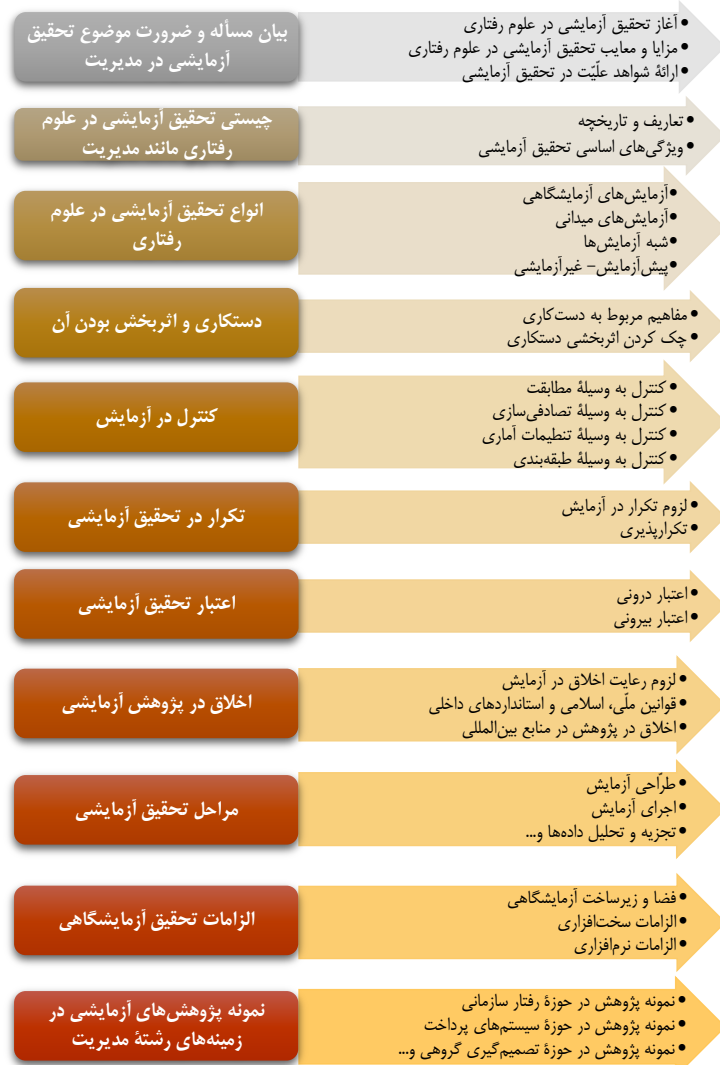 بیان مسأله و ضرورت موضوع تحقیق
آزمایشی در مدیریت
•آغاز تحقیق آزمایشی در علوم رفتاری
•مزایا و معایب تحقیق آزمایشی در علوم رفتاری
•ارائهٔ شواهد علّیّت در تحقیق آزمایشی
چیستی تحقیق آزمایشی در علوم
رفتاری مانند مدیریت
•تعاریف و تاریخچه
•ویژگی‌های اساسی تحقیق آزمایشی
انواع تحقیق آزمایشی در علوم
رفتاری
•آزمایش‌های آزمایشگاهی
•آزمایش‌های میدانی
•شبه آزمایش‌ها
•پیش‌آزمایش– غیرآزمایشی
دستکاری و اثربخش بودن آن
•مفاهیم مربوط به دست‌کاری
•چک کردن اثربخشی دستکاری
کنترل در آزمایش
•کنترل به وسیلهٔ مطابقت
•کنترل به وسیلهٔ تصادفی‌سازی
•کنترل به وسیلهٔ تنظیمات آماری
•کنترل به وسیلهٔ طبقه‌بندی
تکرار در تحقیق آزمایشی
•لزوم تکرار در آزمایش
•تکرارپذیری
اعتبار تحقیق آزمایشی
•اعتبار درونی
•اعتبار بیرونی
اخلاق در پژوهش آزمایشی
•لزوم رعایت اخلاق در آزمایش
•قوانین ملّی، اسلامی و استانداردهای داخلی
•اخلاق در پژوهش در منابع بین‌المللی
مراحل تحقیق آزمایشی
•طرّاحی آزمایش
•اجرای آزمایش
•تجزیه و تحلیل داده‌ها و...
الزامات تحقیق آزمایشگاهی
•فضا و زیرساخت آزمایشگاهی
•الزامات سخت‌افزاری
•الزامات نرم‌افزاری
نمونه پژوهش‌های آزمایشی در
زمینه‌های رشتهٔ مدیریت
•نمونه پژوهش در حوزهٔ رفتار سازمانی
•نمونه پژوهش در حوزهٔ سیستم‌های پرداخت
•نمونه پژوهش در حوزهٔ تصمیم‌گیری گروهی و...